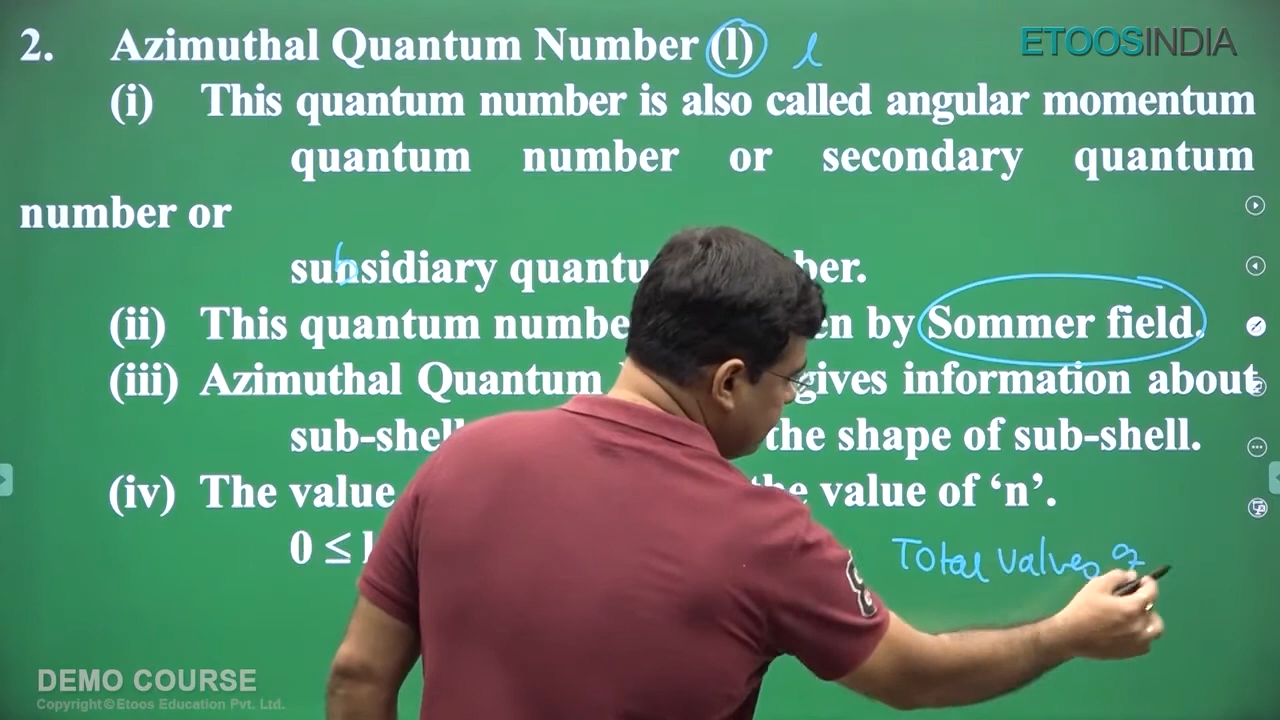 2. Azimuthal Quantum Number (l) l
ETOOSINDIA
(i) This quantum number is also called angular momentum
quantum number or secondary quantum
number or
sunsidiary quantu ber.
b
(ii) This quantum numbe en by Sommer field.
(iii) Azimuthal Quantum gives information about
sub-shell the shape of sub-shell.
(iv) The value the value of ‘n’.
0 ≤ l
Total values of
DEMO COURSE
Copyright©Etoos Education Pvt. Ltd.